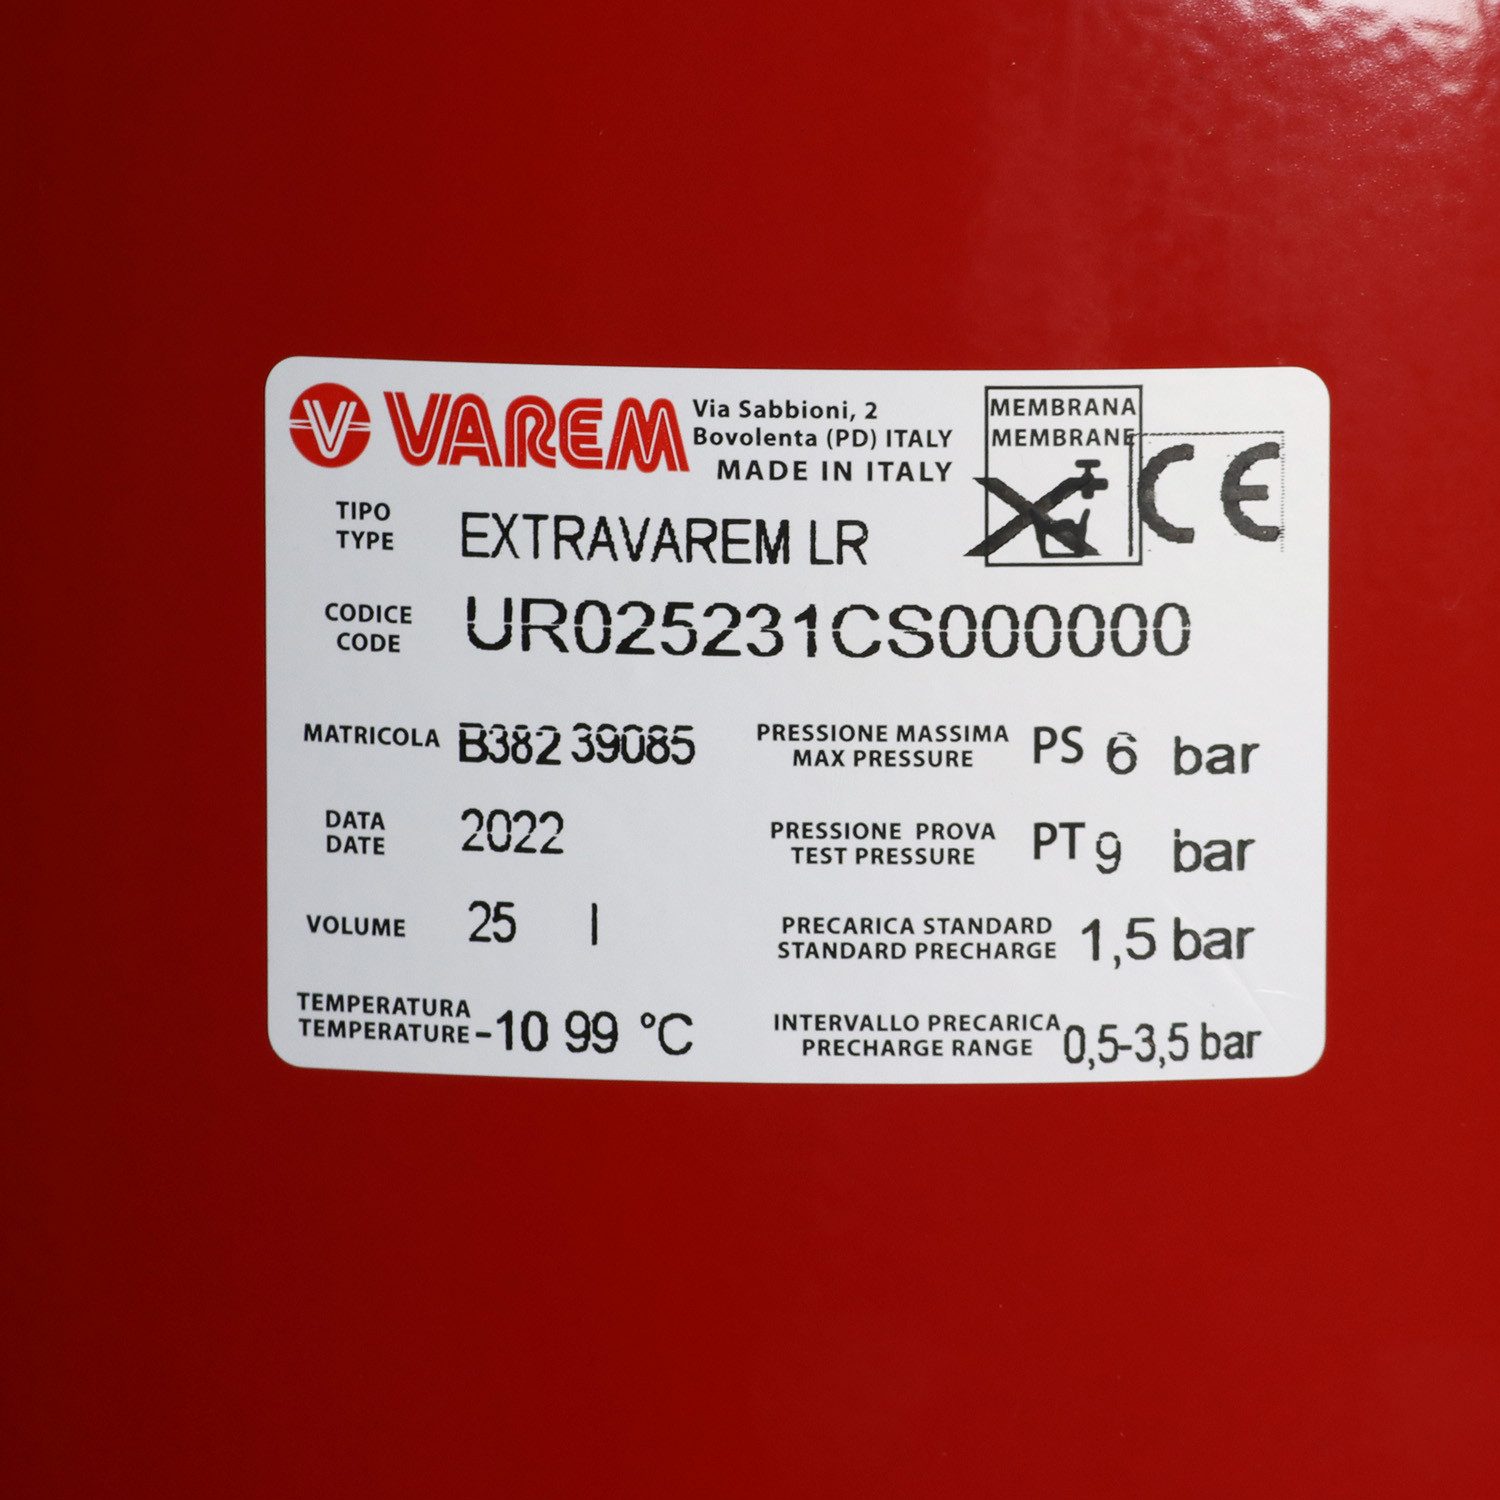 VAREM
Via Sabbioni, 2
Bovolenta (PD) ITALY
MADE IN ITALY
MEMBRANA
MEMBRANE
CE
TIPO
TYPE
EXTRAVAREM LR
CODICE
CODE
UR025231CS000000
MATRICOLA B382 39085
PRESSIONE MASSIMA
MAX PRESSURE
PS 6 bar
DATA
DATE
2022
PRESSIONE PROVA
TEST PRESSURE
PT 9 bar
VOLUME 25 l
PRECARICA STANDARD
STANDARD PRECHARGE
1,5 bar
TEMPERATURA
TEMPERATURE
-10 99 °C
INTERVALLO PRECARICA
PRECHARGE RANGE
0,5-3,5 bar